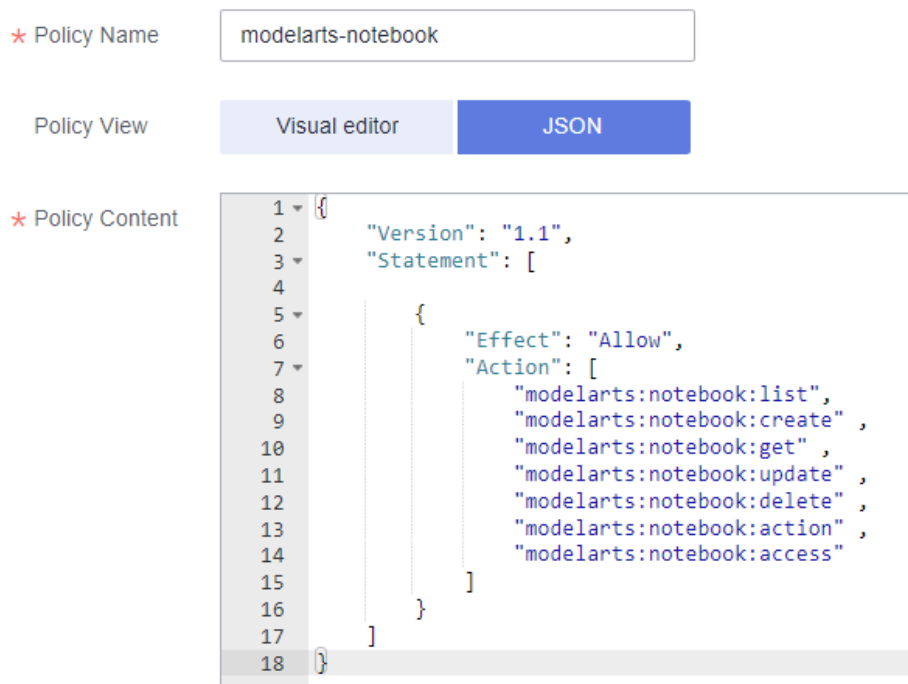 * Policy Name modelarts-notebook
Policy View Visual editor JSON
* Policy Content
1 {
2 "Version": "1.1",
3 "Statement": [
4
5 {
6 "Effect": "Allow",
7 "Action": [
8 "modelarts:notebook:list",
9 "modelarts:notebook:create" ,
10 "modelarts:notebook:get" ,
11 "modelarts:notebook:update" ,
12 "modelarts:notebook:delete" ,
13 "modelarts:notebook:action" ,
14 "modelarts:notebook:access"
15 ]
16 }
17 ]
18 }